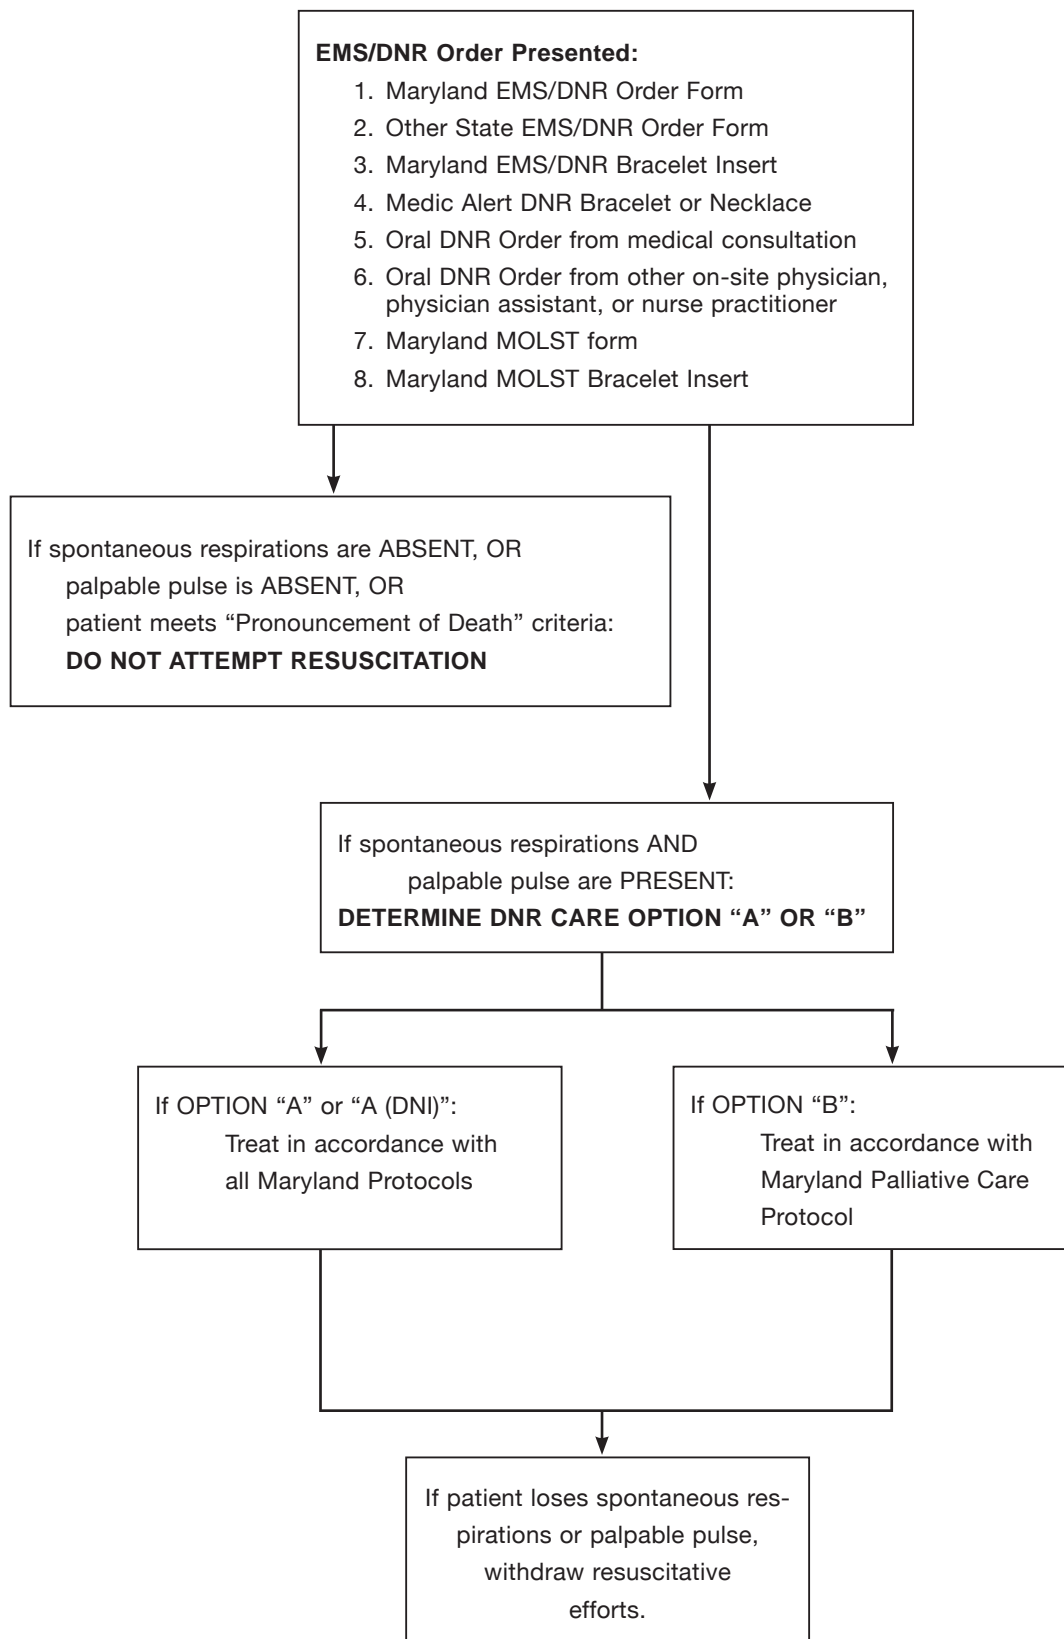 EMS/DNR Order Presented:
1. Maryland EMS/DNR Order Form
2. Other State EMS/DNR Order Form
3. Maryland EMS/DNR Bracelet Insert
4. Medic Alert DNR Bracelet or Necklace
5. Oral DNR Order from medical consultation
6. Oral DNR Order from other on-site physician,
physician assistant, or nurse practitioner
7. Maryland MOLST form
8. Maryland MOLST Bracelet Insert
If spontaneous respirations are ABSENT, OR
palpable pulse is ABSENT, OR
patient meets “Pronouncement of Death” criteria:
DO NOT ATTEMPT RESUSCITATION
If spontaneous respirations AND
palpable pulse are PRESENT:
DETERMINE DNR CARE OPTION “A” OR “B”
If OPTION “A” or “A (DNI)”:
Treat in accordance with
all Maryland Protocols
If OPTION “B”:
Treat in accordance with
Maryland Palliative Care
Protocol
If patient loses spontaneous res-
pirations or palpable pulse,
withdraw resuscitative
efforts.